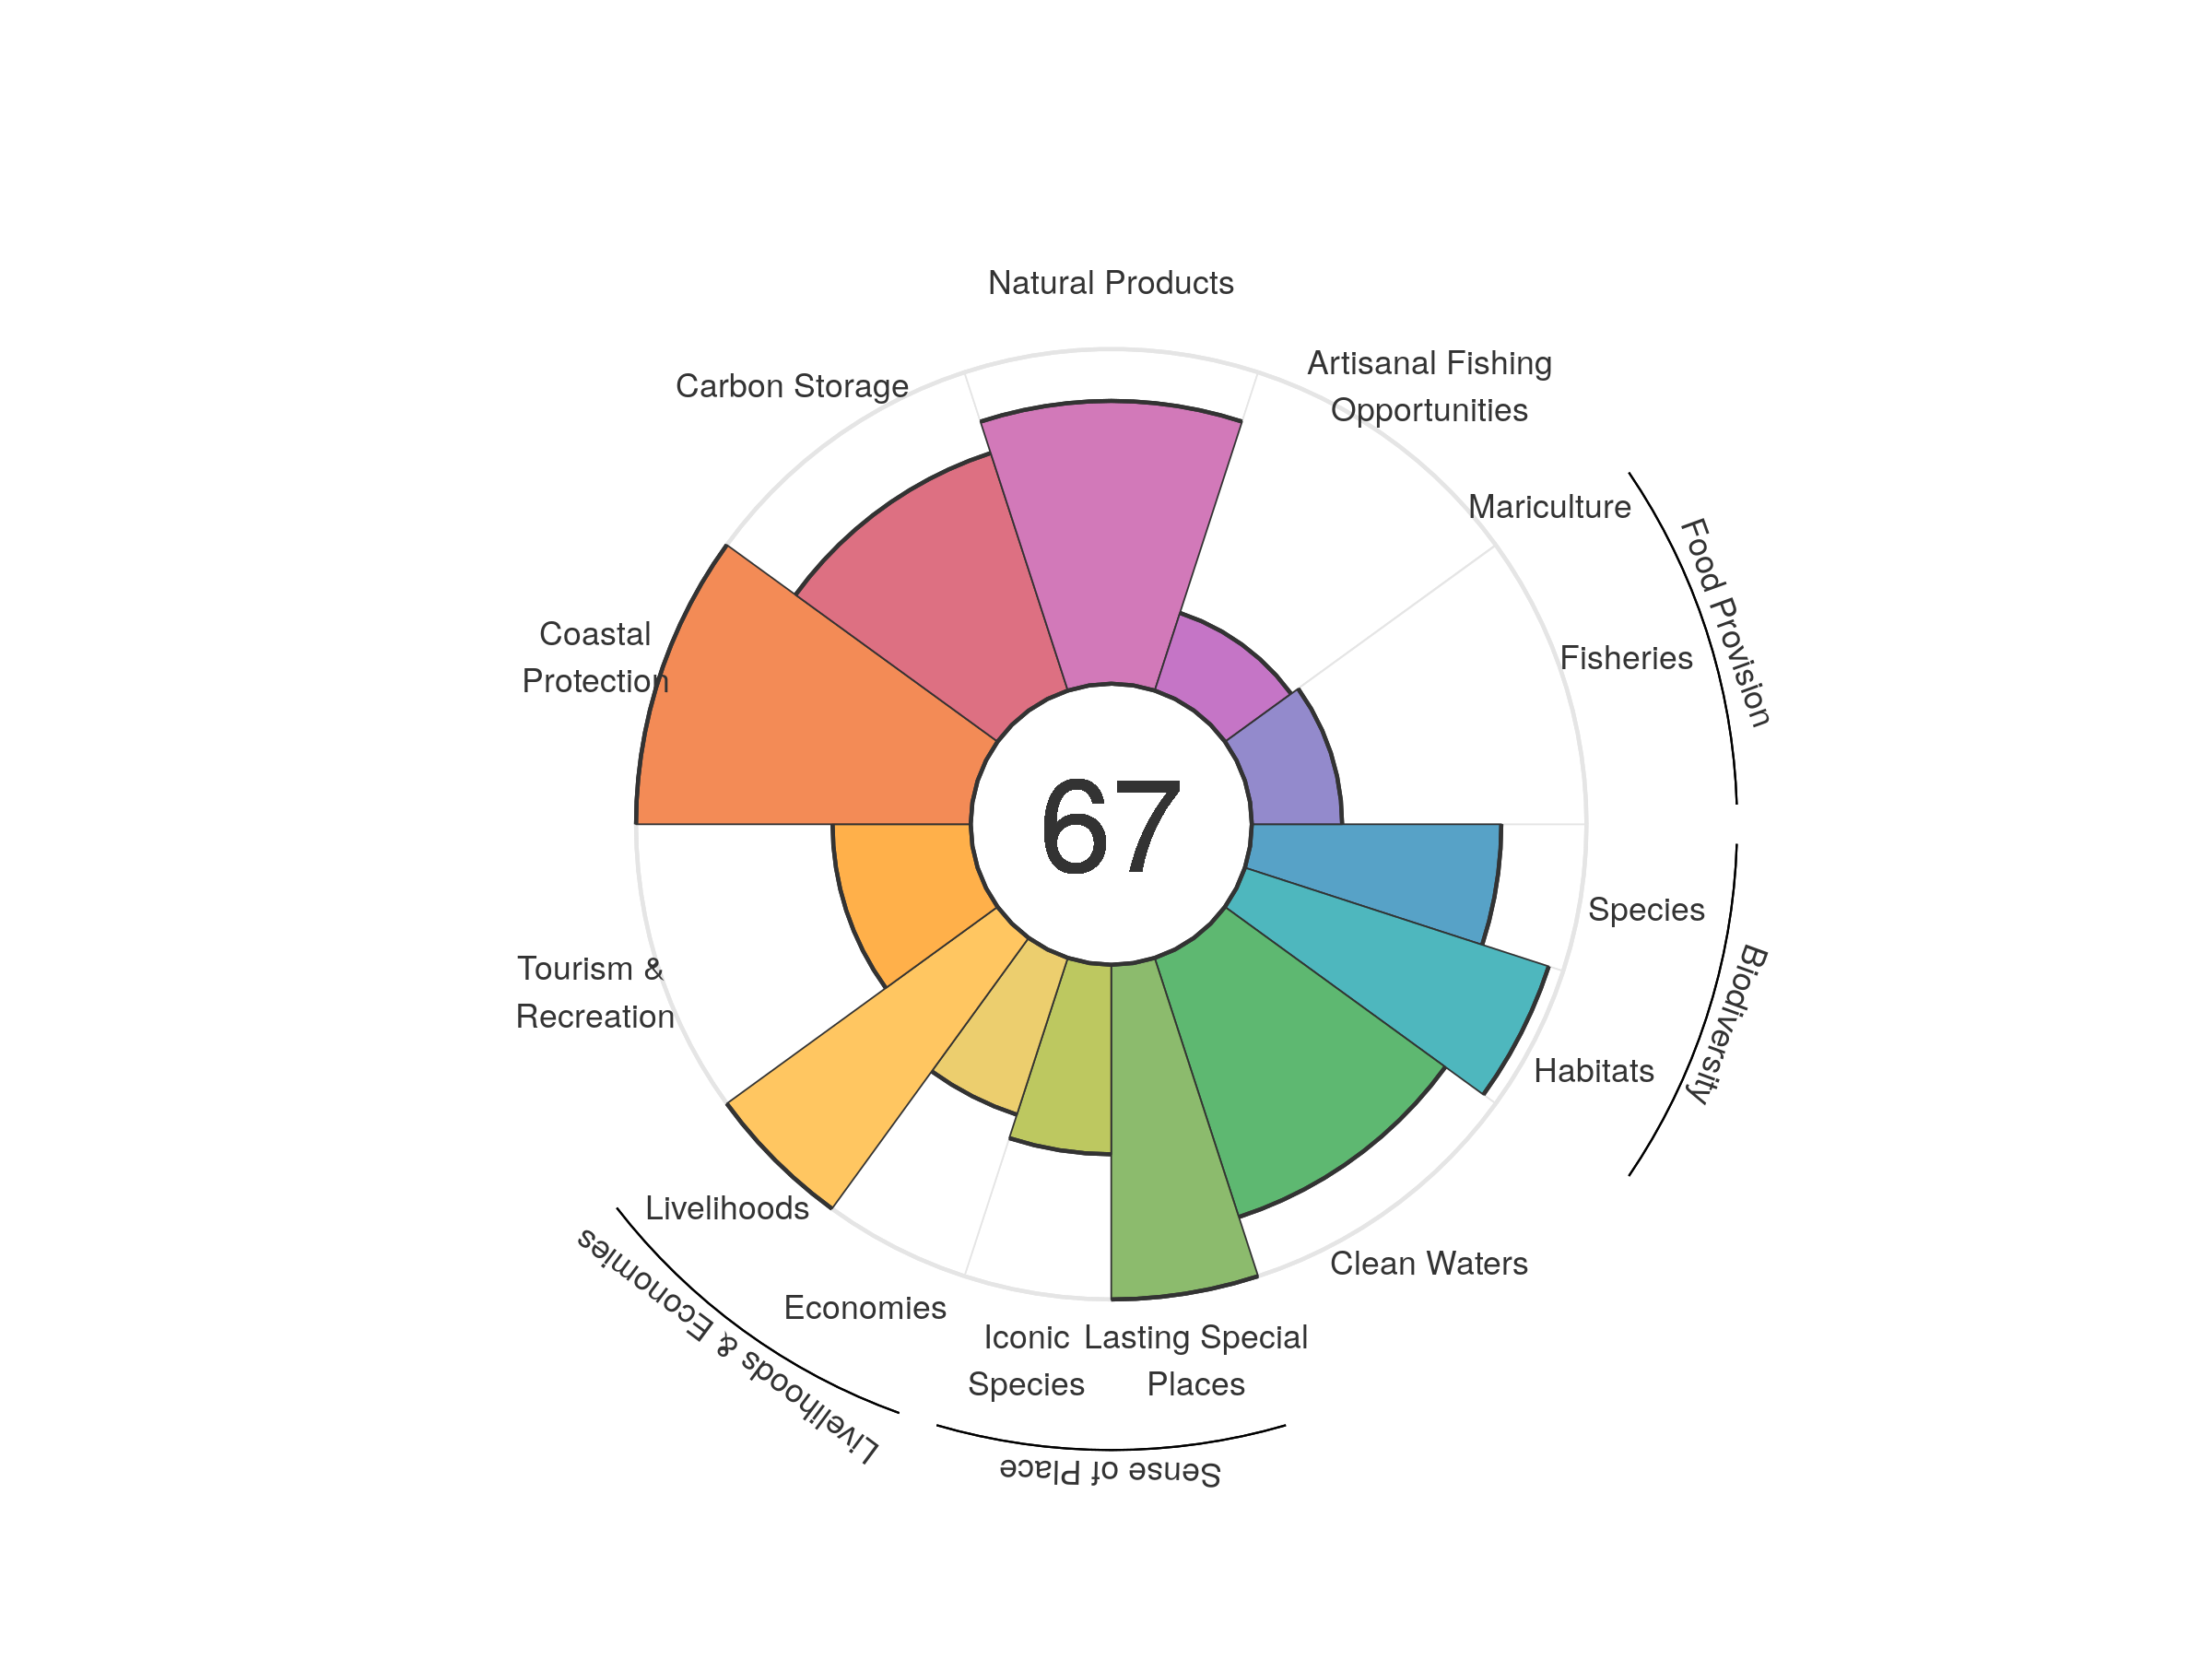 Natural Products
Artisanal Fishing
Opportunities
Carbon Storage
Mariculture
Food Provision
Coastal
Protection
Fisheries
67
Species
Tourism &
Recreation
Biodiversity
Habitats
Livelihoods
Clean Waters
Livelihoods & Economies
Economies
Iconic
Species
Lasting Special
Places
Sense of Place